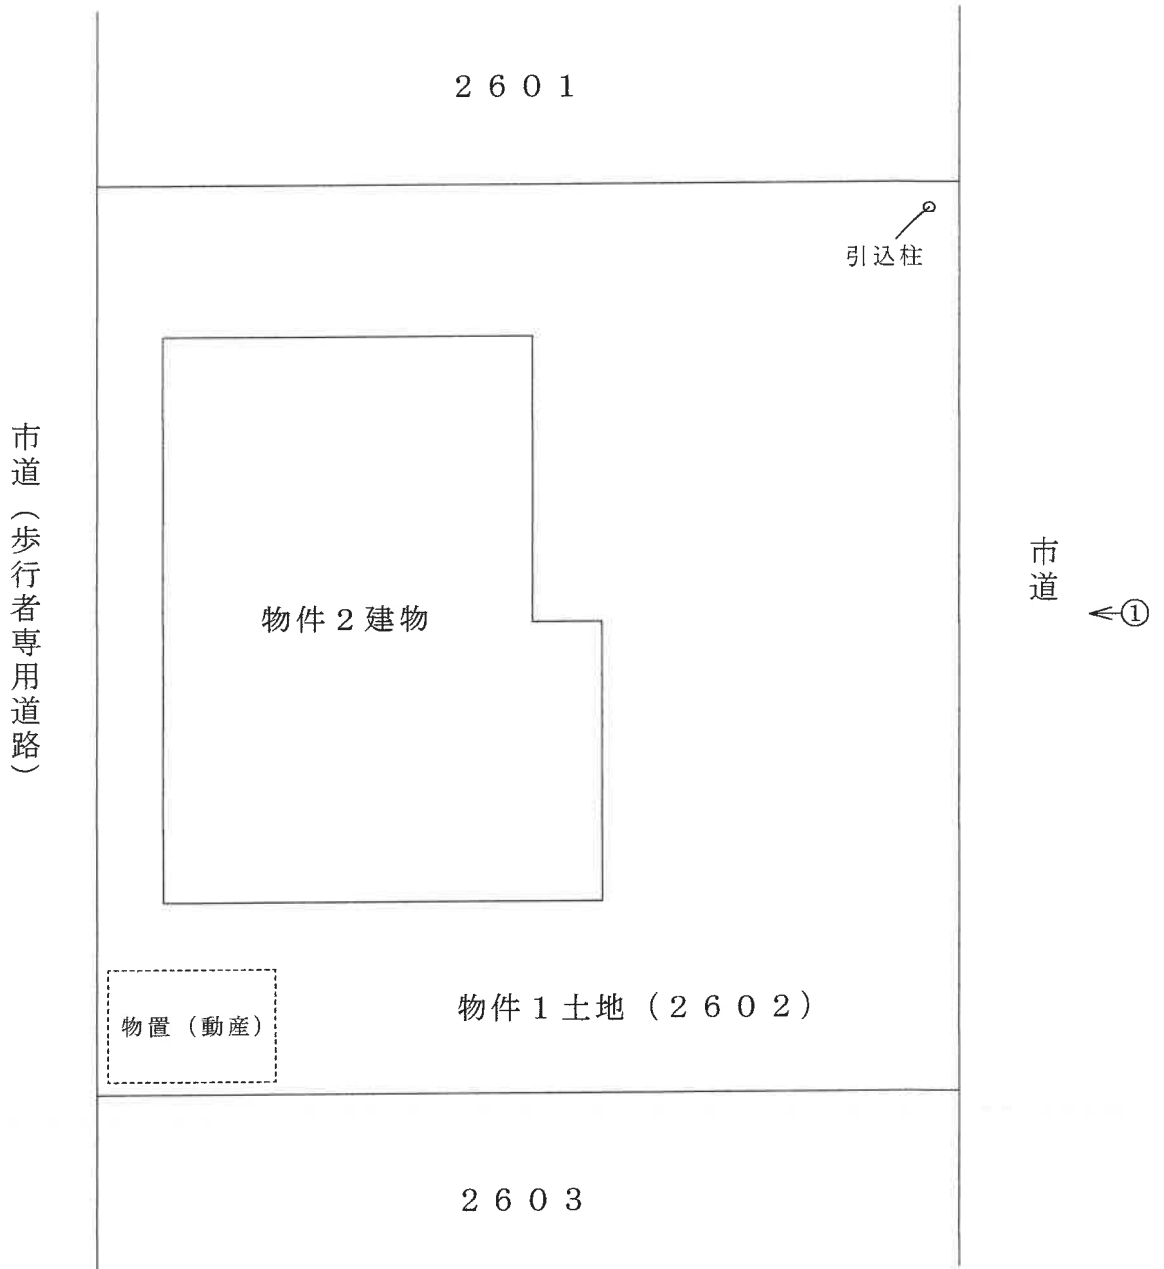 ２６０１
引込柱
市道（歩行者専用道路）
市道
①
物件２建物
物件１土地（２６０２）
物置（動産）
２６０３